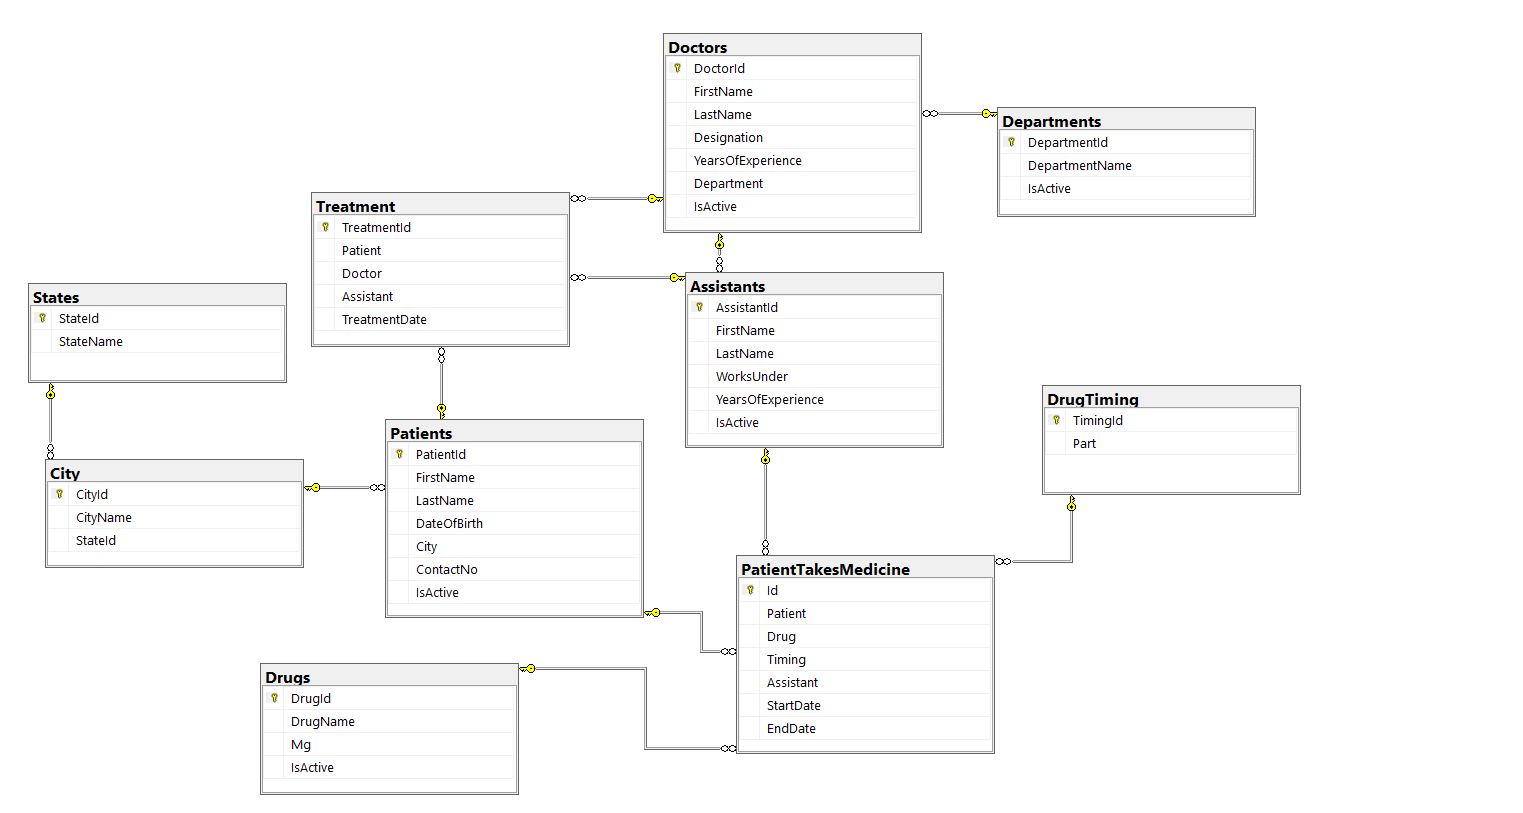 Doctors
DoctorId
FirstName
LastName
Designation
YearsOfExperience
Department
IsActive
Departments
DepartmentId
DepartmentName
IsActive
Treatment
TreatmentId
Patient
Doctor
Assistant
TreatmentDate
Assistants
AssistantId
FirstName
LastName
WorksUnder
YearsOfExperience
IsActive
States
StateId
StateName
DrugTiming
TimingId
Part
Patients
PatientId
FirstName
LastName
DateOfBirth
City
ContactNo
IsActive
City
CityId
CityName
StateId
PatientTakesMedicine
Id
Patient
Drug
Timing
Assistant
StartDate
EndDate
Drugs
DrugId
DrugName
Mg
IsActive